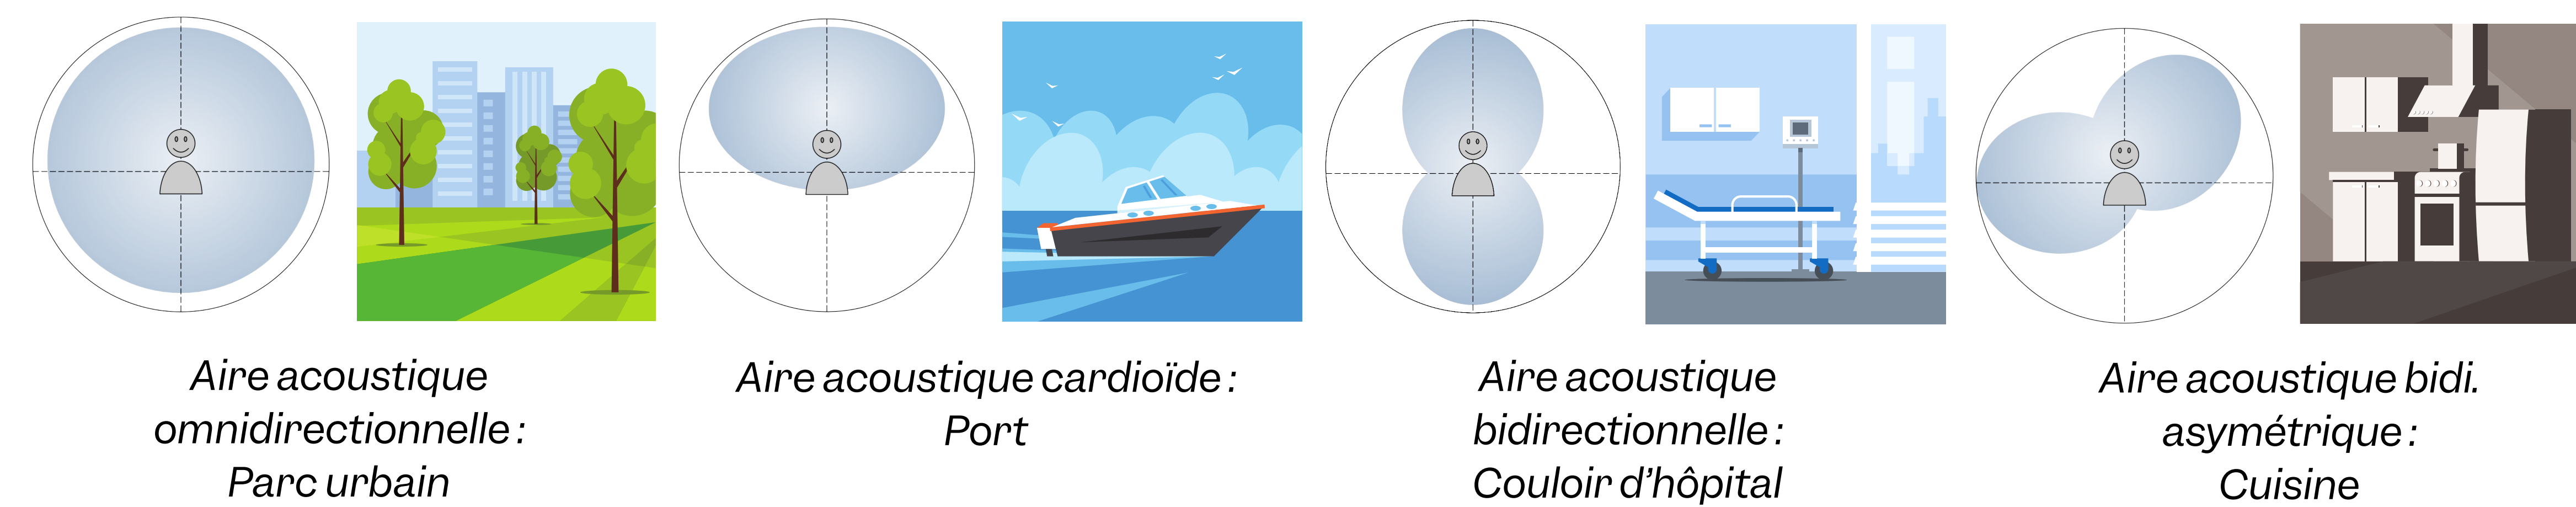 Aire acoustique
omnidirectionnelle :
Parc urbain
Aire acoustique cardioïde :
Port
Aire acoustique
bidirectionnelle :
Couloir d’hôpital
Aire acoustique bidi.
asymétrique :
Cuisine